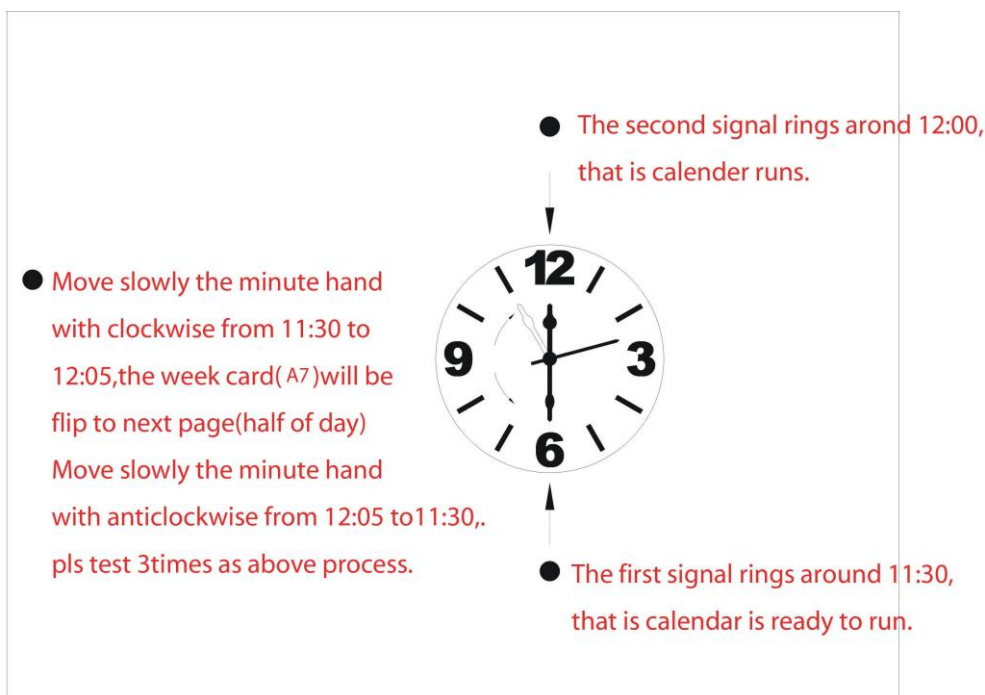 The second signal rings arond 12:00,
that is calender runs.
Move slowly the minute hand
with clockwise from 11:30 to
12:05,the week card(A7)will be
flip to next page(half of day)
Move slowly the minute hand
with anticlockwise from 12:05 to11:30,.
pls test 3times as above process.
12
9
3
6
The first signal rings around 11:30,
that is calendar is ready to run.